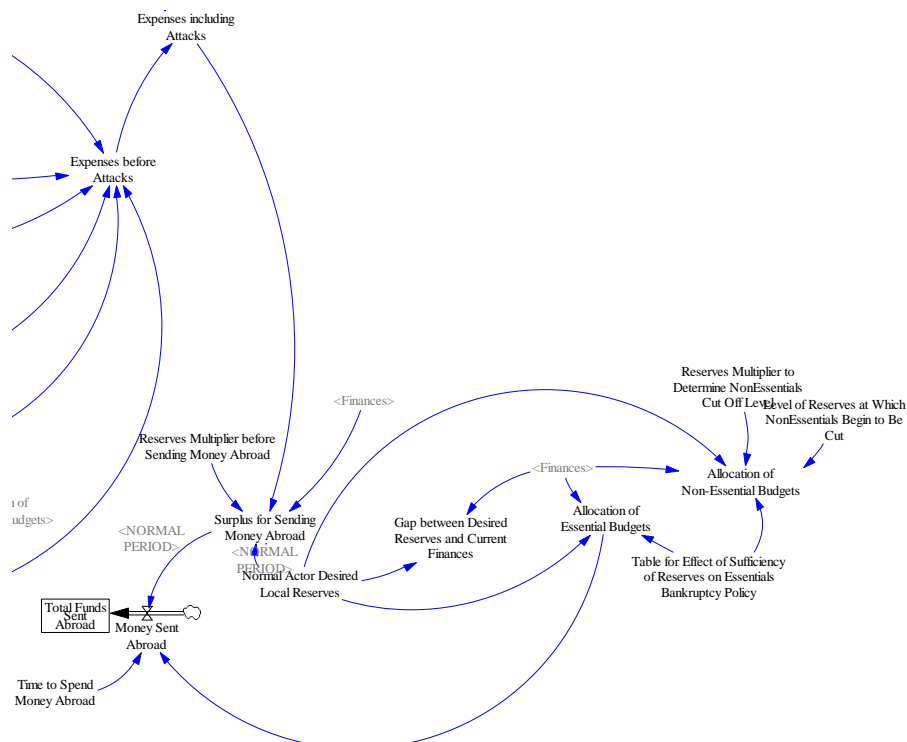 Expenses including
Attacks
Expenses before
Attacks
Reserves Multiplier to
Determine NonEssentials
Cut Off Level
Level of Reserves at Which
NonEssentials Begin to Be
Cut
<Finances>
Reserves Multiplier before
Sending Money Abroad
<Finances>
Allocation of
Non-Essential Budgets
n of
udgets>
Surplus for Sending
Money Abroad
<NORMAL
PERIOD>
<NORMAL
PERIOD>
Gap between Desired
Reserves and Current
Finances
Allocation of
Essential Budgets
Normal Actor Desired
Local Reserves
Table for Effect of Sufficiency
of Reserves on Essentials
Bankruptcy Policy
Total Funds
Sent
Abroad
Money Sent
Abroad
Time to Spend
Money Abroad